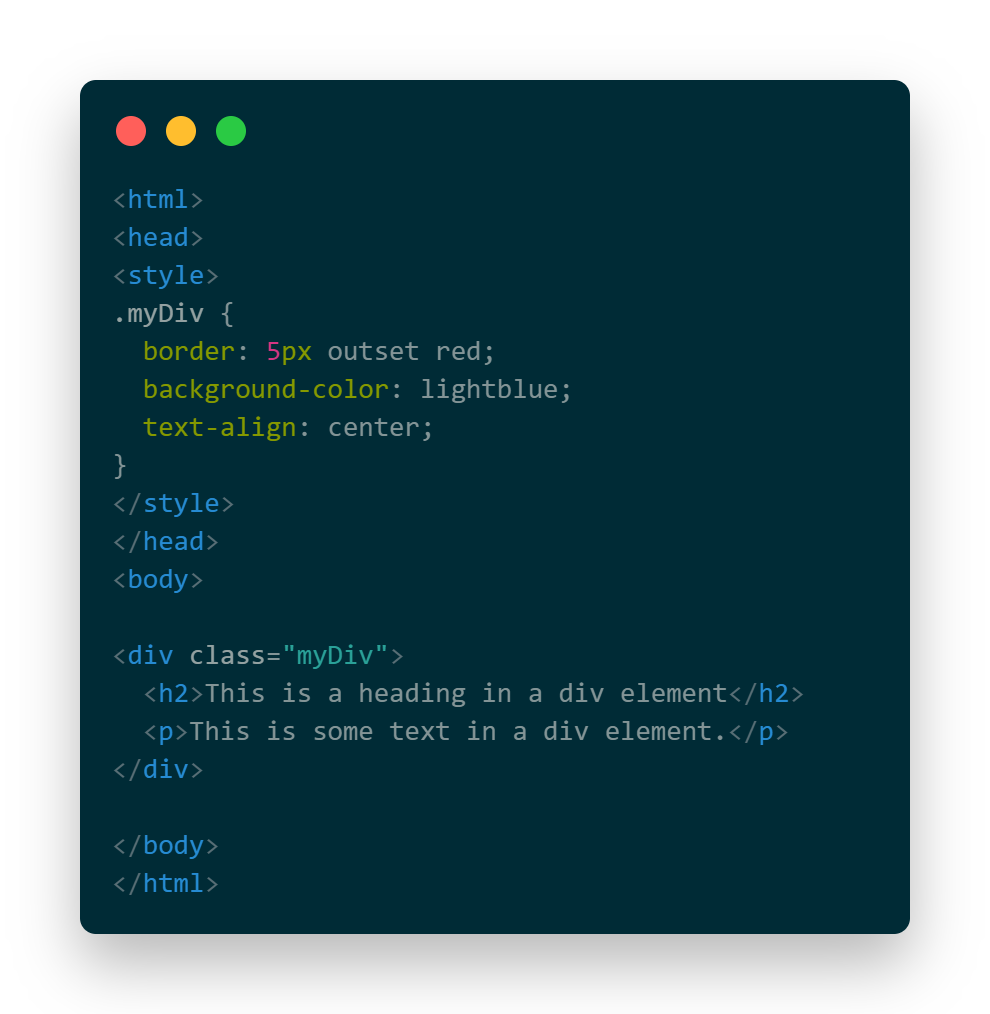 <html>
<head>
<style>
.myDiv {
  border: 5px outset red;
  background-color: lightblue;
  text-align: center;
}
</style>
</head>
<body>

<div class="myDiv">
  <h2>This is a heading in a div element</h2>
  <p>This is some text in a div element.</p>
</div>

</body>
</html>